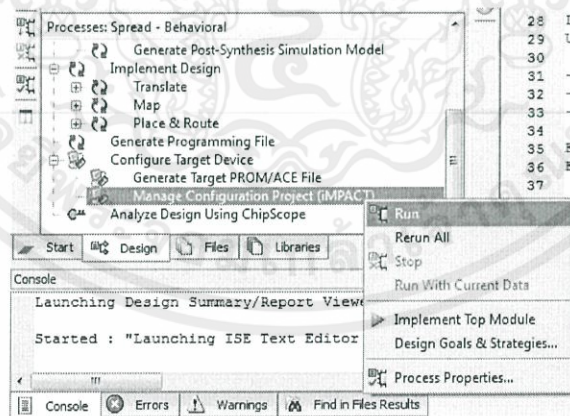 Processes: Spread - Behavioral
Generate Post-Synthesis Simulation Model
Implement Design
Translate
Map
Place & Route
Generate Programming File
Configure Target Device
Generate Target PROM/ACE File
Manage Configuration Project (iMPACT)
Analyze Design Using ChipScope
Start Design Files Libraries
Console
Launching Design Summary/Report Viewe
Started : "Launching ISE Text Editor
Console Errors Warnings Find in Files Results
Run
Rerun All
Stop
Run With Current Data
Implement Top Module
Design Goals & Strategies...
Process Properties...
28
29
30
31 -
32 -
33 -
34
35
36
37